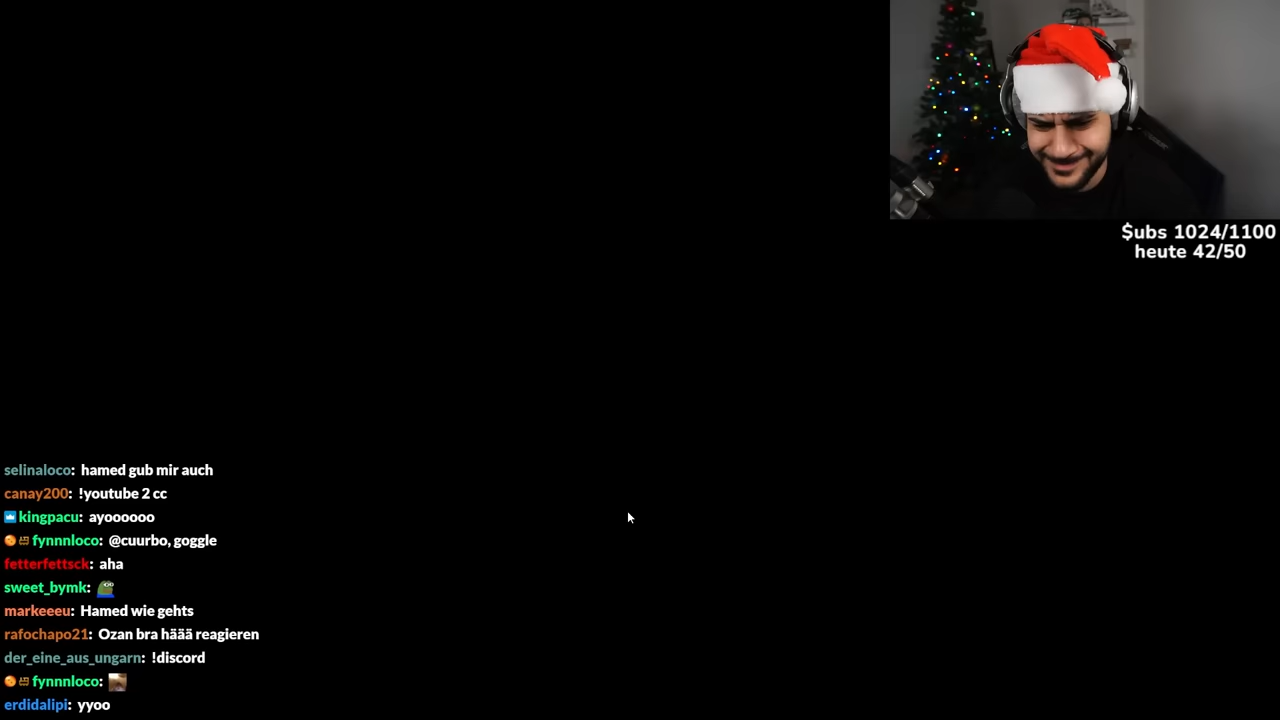 $ubs 1024/1100
heute 42/50
selinaloco: hamed gub mir auch
canay200: !youtube 2 cc
kingpacu: ayoooooo
fynnnloco: @cuurbo, goggle
fetterfettsck: aha
sweet_bymk:
markeeeu: Hamed wie gehts
rafochapo21: Ozan bra häää reagieren
der_eine_aus_ungarn: !discord
fynnnloco:
erdidalipi: yyoo